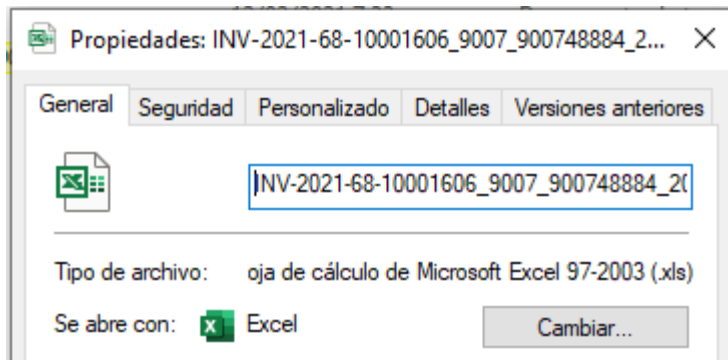 Propiedades: INV-2021-68-10001606_9007_900748884_2...
General Seguridad Personalizado Detalles Versiones anteriores
INV-2021-68-10001606_9007_900748884_20
Tipo de archivo: oja de cálculo de Microsoft Excel 97-2003 (.xls)
Se abre con: Excel
Cambiar...